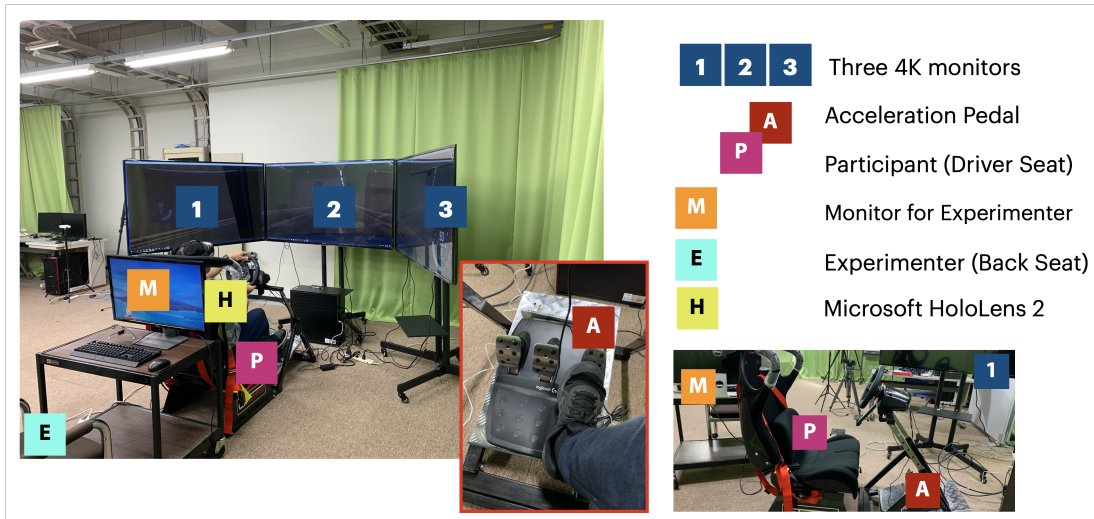 1 2 3 Three 4K monitors
A Acceleration Pedal
P Participant (Driver Seat)
M Monitor for Experimenter
E Experimenter (Back Seat)
H Microsoft HoloLens 2
1
2
3
M
H
P
E
A
logitech G
M
P
1
A